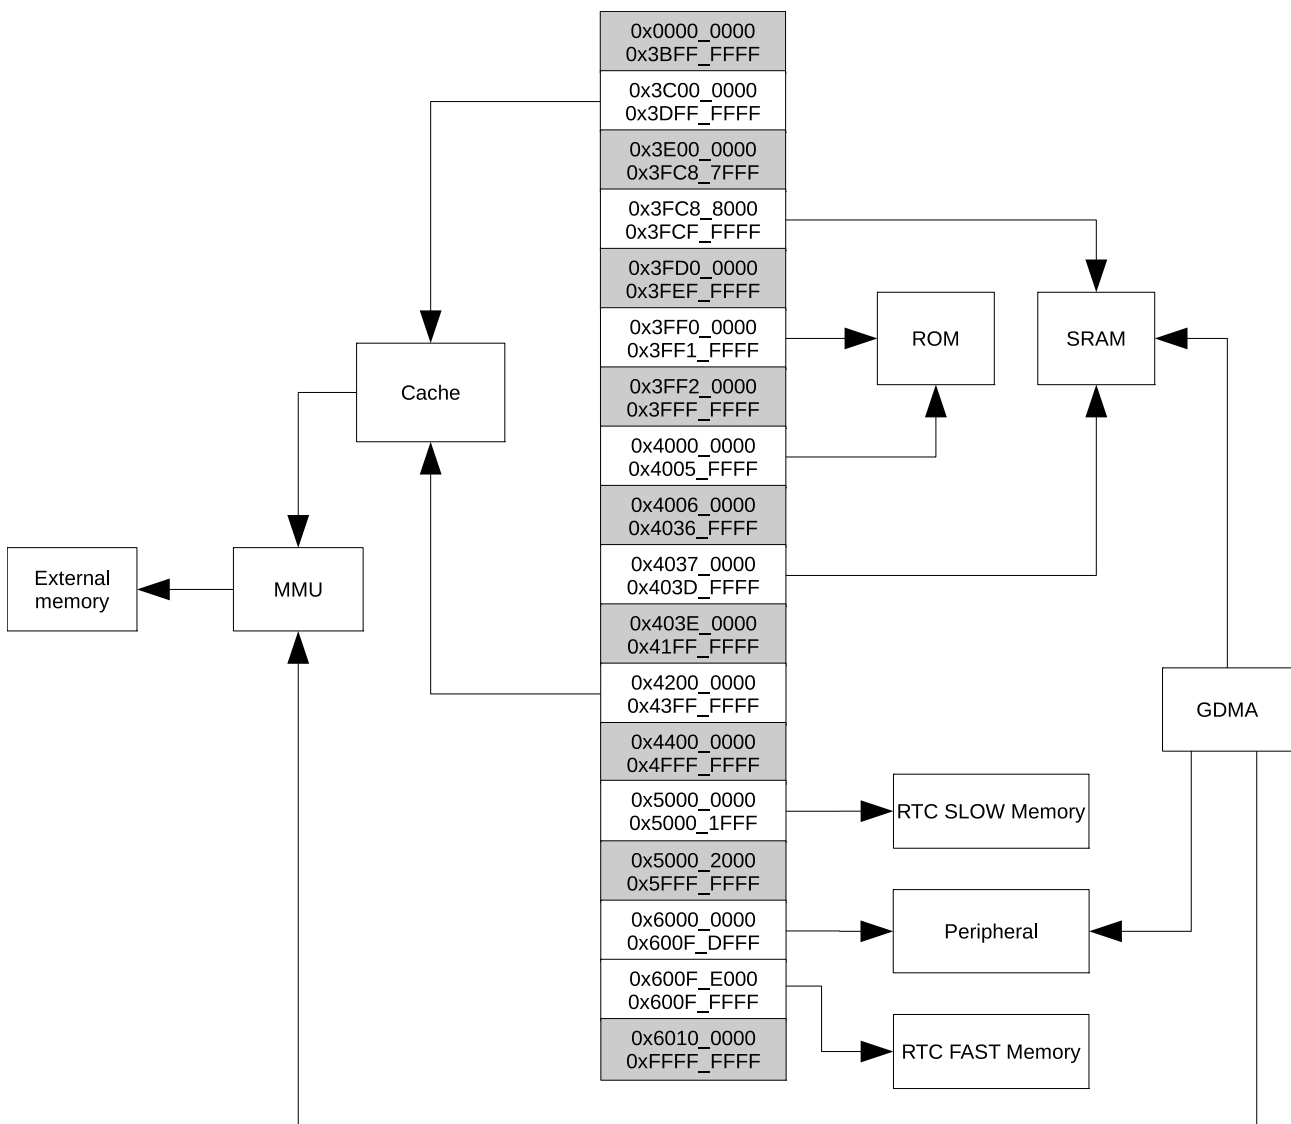 0x0000_0000
0x3BFF_FFFF
0x3C00_0000
0x3DFF_FFFF
0x3E00_0000
0x3FC8_7FFF
0x3FC8_8000
0x3FCF_FFFF
0x3FD0_0000
0x3FEF_FFFF
0x3FF0_0000
0x3FF1_FFFF
0x3FF2_0000
0x3FFF_FFFF
0x4000_0000
0x4005_FFFF
0x4006_0000
0x4036_FFFF
0x4037_0000
0x403D_FFFF
0x403E_0000
0x41FF_FFFF
0x4200_0000
0x43FF_FFFF
0x4400_0000
0x4FFF_FFFF
0x5000_0000
0x5000_1FFF
0x5000_2000
0x5FFF_FFFF
0x6000_0000
0x600F_DFFF
0x600F_E000
0x600F_FFFF
0x6010_0000
0xFFFF_FFFF
Cache
MMU
External
memory
ROM
SRAM
GDMA
RTC SLOW Memory
Peripheral
RTC FAST Memory